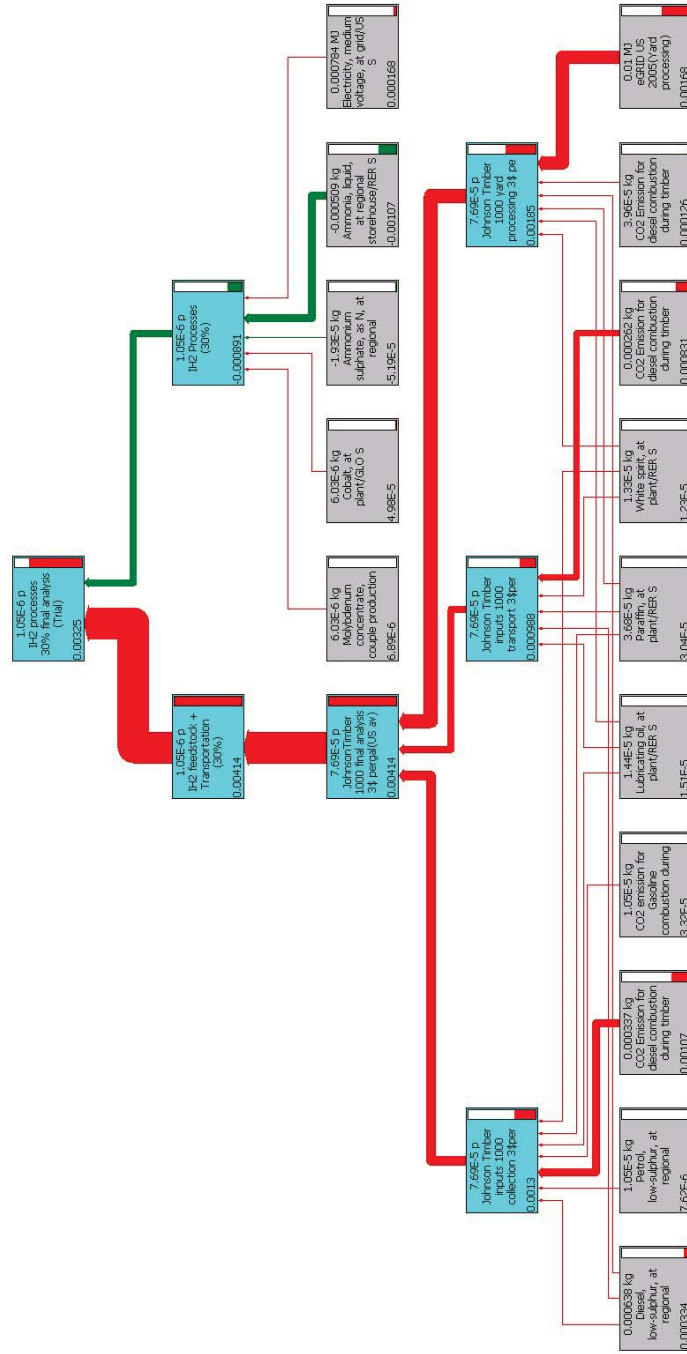 1.05E-6 p
IH2 processes
30% final analysis
(Trial)
0.00325
1.05E-6 p
IH2 feedstock +
Transportation
(30%)
0.00414
1.05E-6 p
IH2 Processes
(30%)
-0.000891
7.69E-5 p
JohnsonTimber
1000 final analysis
3$ pergal(US av)
0.00414
6.03E-6 kg
Molybdenum
concentrate,
couple production
6.89E-6
6.03E-6 kg
Cobalt, at
plant/GLO S
4.98E-5
-1.93E-5 kg
Ammonium
sulphate, as N, at
regional
-5.19E-5
-0.000509 kg
Ammonia, liquid,
at regional
storehouse/RER S
-0.00107
0.000784 MJ
Electricity, medium
voltage, at grid/US
S
0.000168
7.69E-5 p
Johnson Timber
inputs 1000
collection 3$per
0.0013
7.69E-5 p
Johnson Timber
inputs 1000
transport 3$per
0.000988
7.69E-5 p
Johnson Timber
1000 yard
processing 3$ pe
0.00185
0.000638 kg
Diesel,
low-sulphur, at
regional
0.000334
1.05E-5 kg
Petrol,
low-sulphur, at
regional
7.62E-6
0.000337 kg
CO2 Emission for
diesel combustion
during timber
0.00107
1.05E-5 kg
CO2 emission for
Gasoline
combustion during
3.32E-5
1.44E-5 kg
Lubricating oil, at
plant/RER S
1.51E-5
3.68E-5 kg
Paraffin, at
plant/RER S
3.04E-5
1.33E-5 kg
White spirit, at
plant/RER S
1.23E-5
0.000262 kg
CO2 Emission for
diesel combustion
during timber
0.000831
3.96E-5 kg
CO2 Emission for
diesel combustion
during timber
0.000126
0.01 MJ
eGRID US
2005(Yard
processing)
0.00168